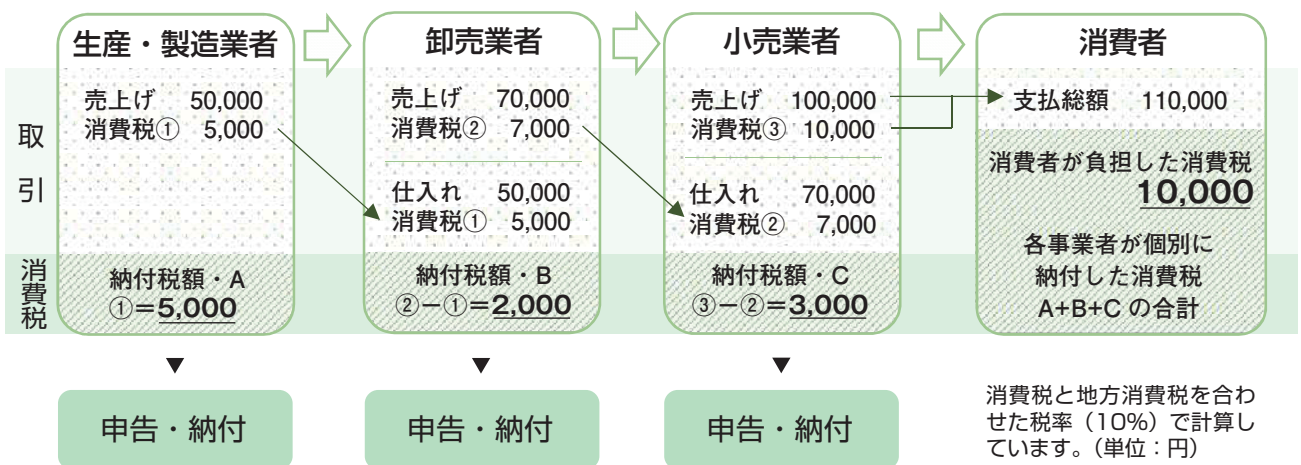 生産・製造業者
卸売業者
小売業者
消費者
取引
売上げ 50,000
消費税① 5,000
売上げ 70,000
消費税② 7,000
仕入れ 50,000
消費税① 5,000
売上げ 100,000
消費税③ 10,000
仕入れ 70,000
消費税② 7,000
支払総額 110,000
消費者が負担した消費税
10,000
各事業者が個別に
納付した消費税
A+B+C の合計
消費税
納付税額・A
①=5,000
納付税額・B
②-①=2,000
納付税額・C
③-②=3,000
▼
▼
▼
申告・納付
申告・納付
申告・納付
消費税と地方消費税を合わ
せた税率（10%）で計算し
ています。（単位：円）